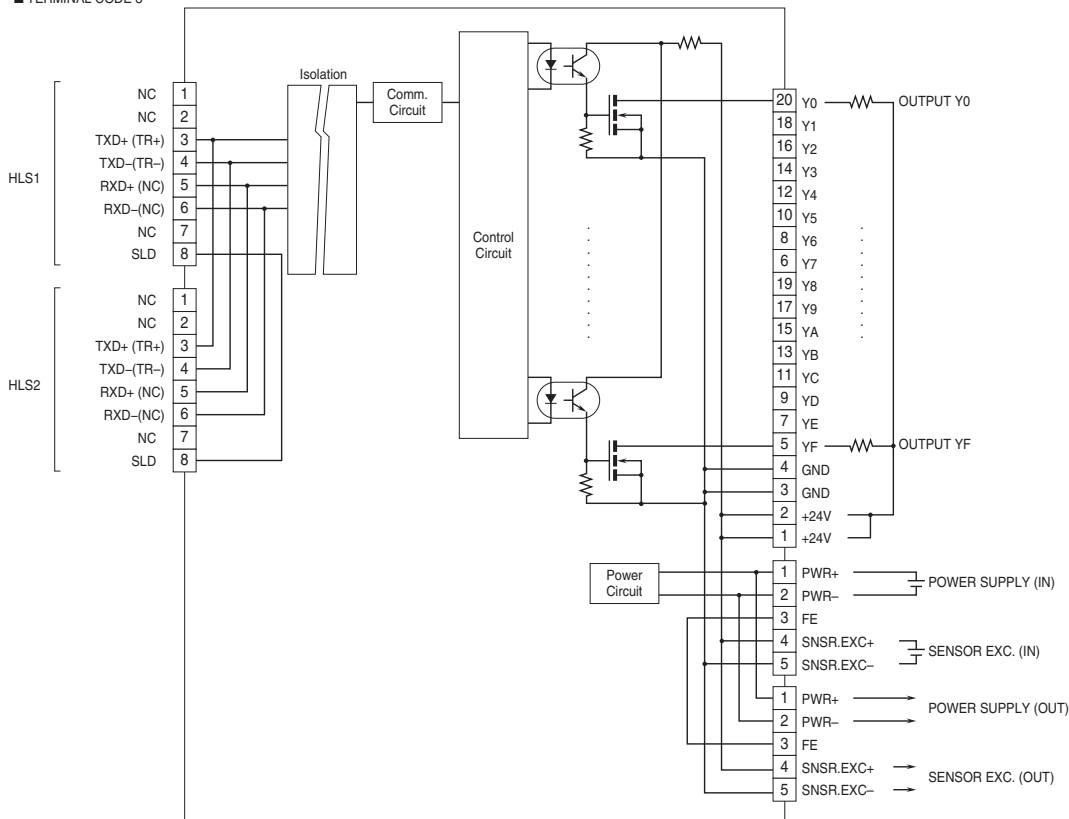 ■ TERMINAL CODE
HLS1
NC 1
NC 2
TXD+ (TR+) 3
TXD–(TR–) 4
RXD+ (NC) 5
RXD–(NC) 6
NC 7
SLD 8
HLS2
NC 1
NC 2
TXD+ (TR+) 3
TXD–(TR–) 4
RXD+ (NC) 5
RXD–(NC) 6
NC 7
SLD 8
Isolation
Comm.
Circuit
Control
Circuit
20 Y0 OUTPUT Y0
18 Y1
16 Y2
14 Y3
12 Y4
10 Y5
8 Y6
6 Y7
19 Y8
17 Y9
15 YA
13 YB
11 YC
9 YD
7 YE
5 YF OUTPUT YF
4 GND
3 GND
2 +24V
1 +24V
Power
Circuit
1 PWR+
2 PWR–
POWER SUPPLY (IN)
3 FE
4 SNSR.EXC+
5 SNSR.EXC–
SENSOR EXC. (IN)
1 PWR+
2 PWR–
POWER SUPPLY (OUT)
3 FE
4 SNSR.EXC+
5 SNSR.EXC–
SENSOR EXC. (OUT)